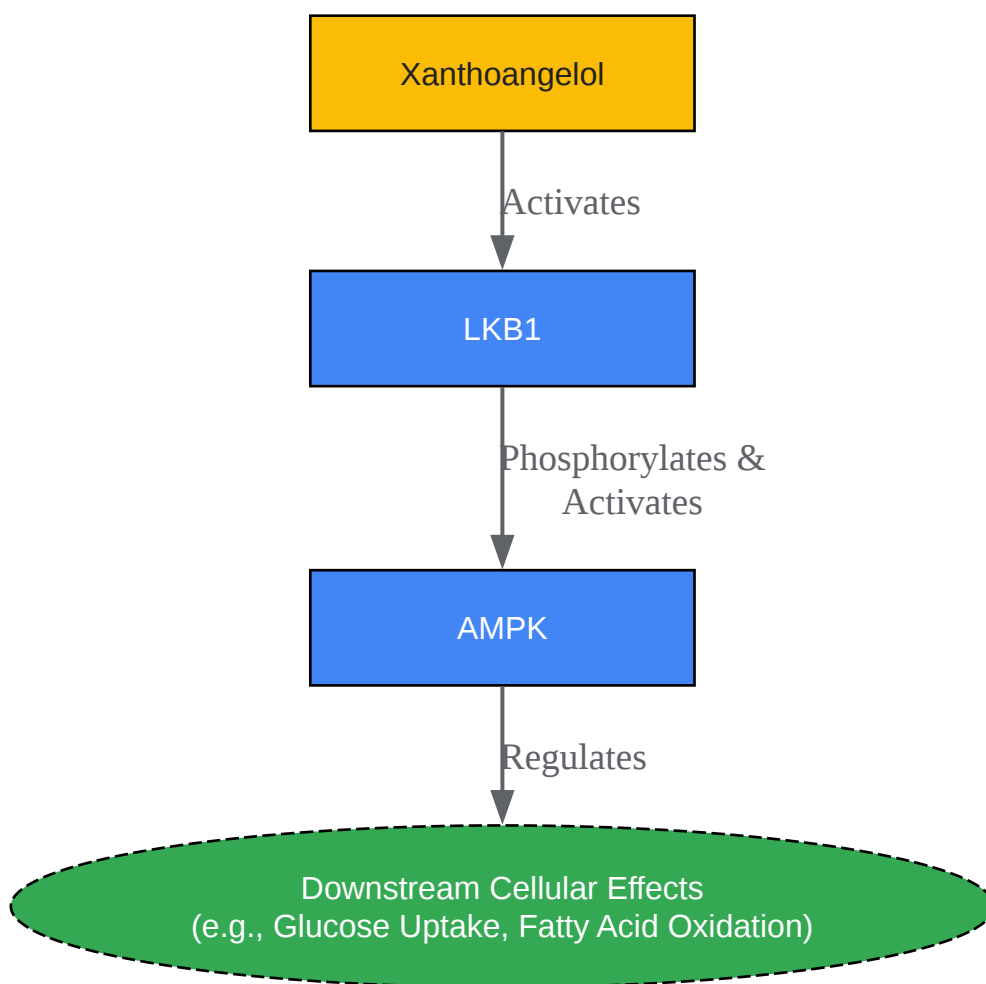 Xanthoangelol
Activates
LKB1
Phosphorylates &
Activates
AMPK
Regulates
Downstream Cellular Effects
(e.g., Glucose Uptake, Fatty Acid Oxidation)